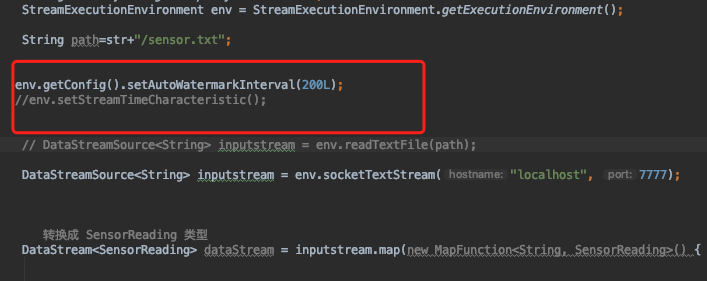 StreamExecutionEnvironment env = StreamExecutionEnvironment.getExecutionEnvironment();
String path=str+"/sensor.txt";
env.getConfig().setAutoWatermarkInterval(200L);
//env.setStreamTimeCharacteristic();
// DataStreamSource<String> inputstream = env.readTextFile(path);
DataStreamSource<String> inputstream = env.socketTextStream( hostname: "localhost", port: 7777);
转换成 SensorReading 类型
DataStream<SensorReading> dataStream = inputstream.map(new MapFunction<String, SensorReading>() {